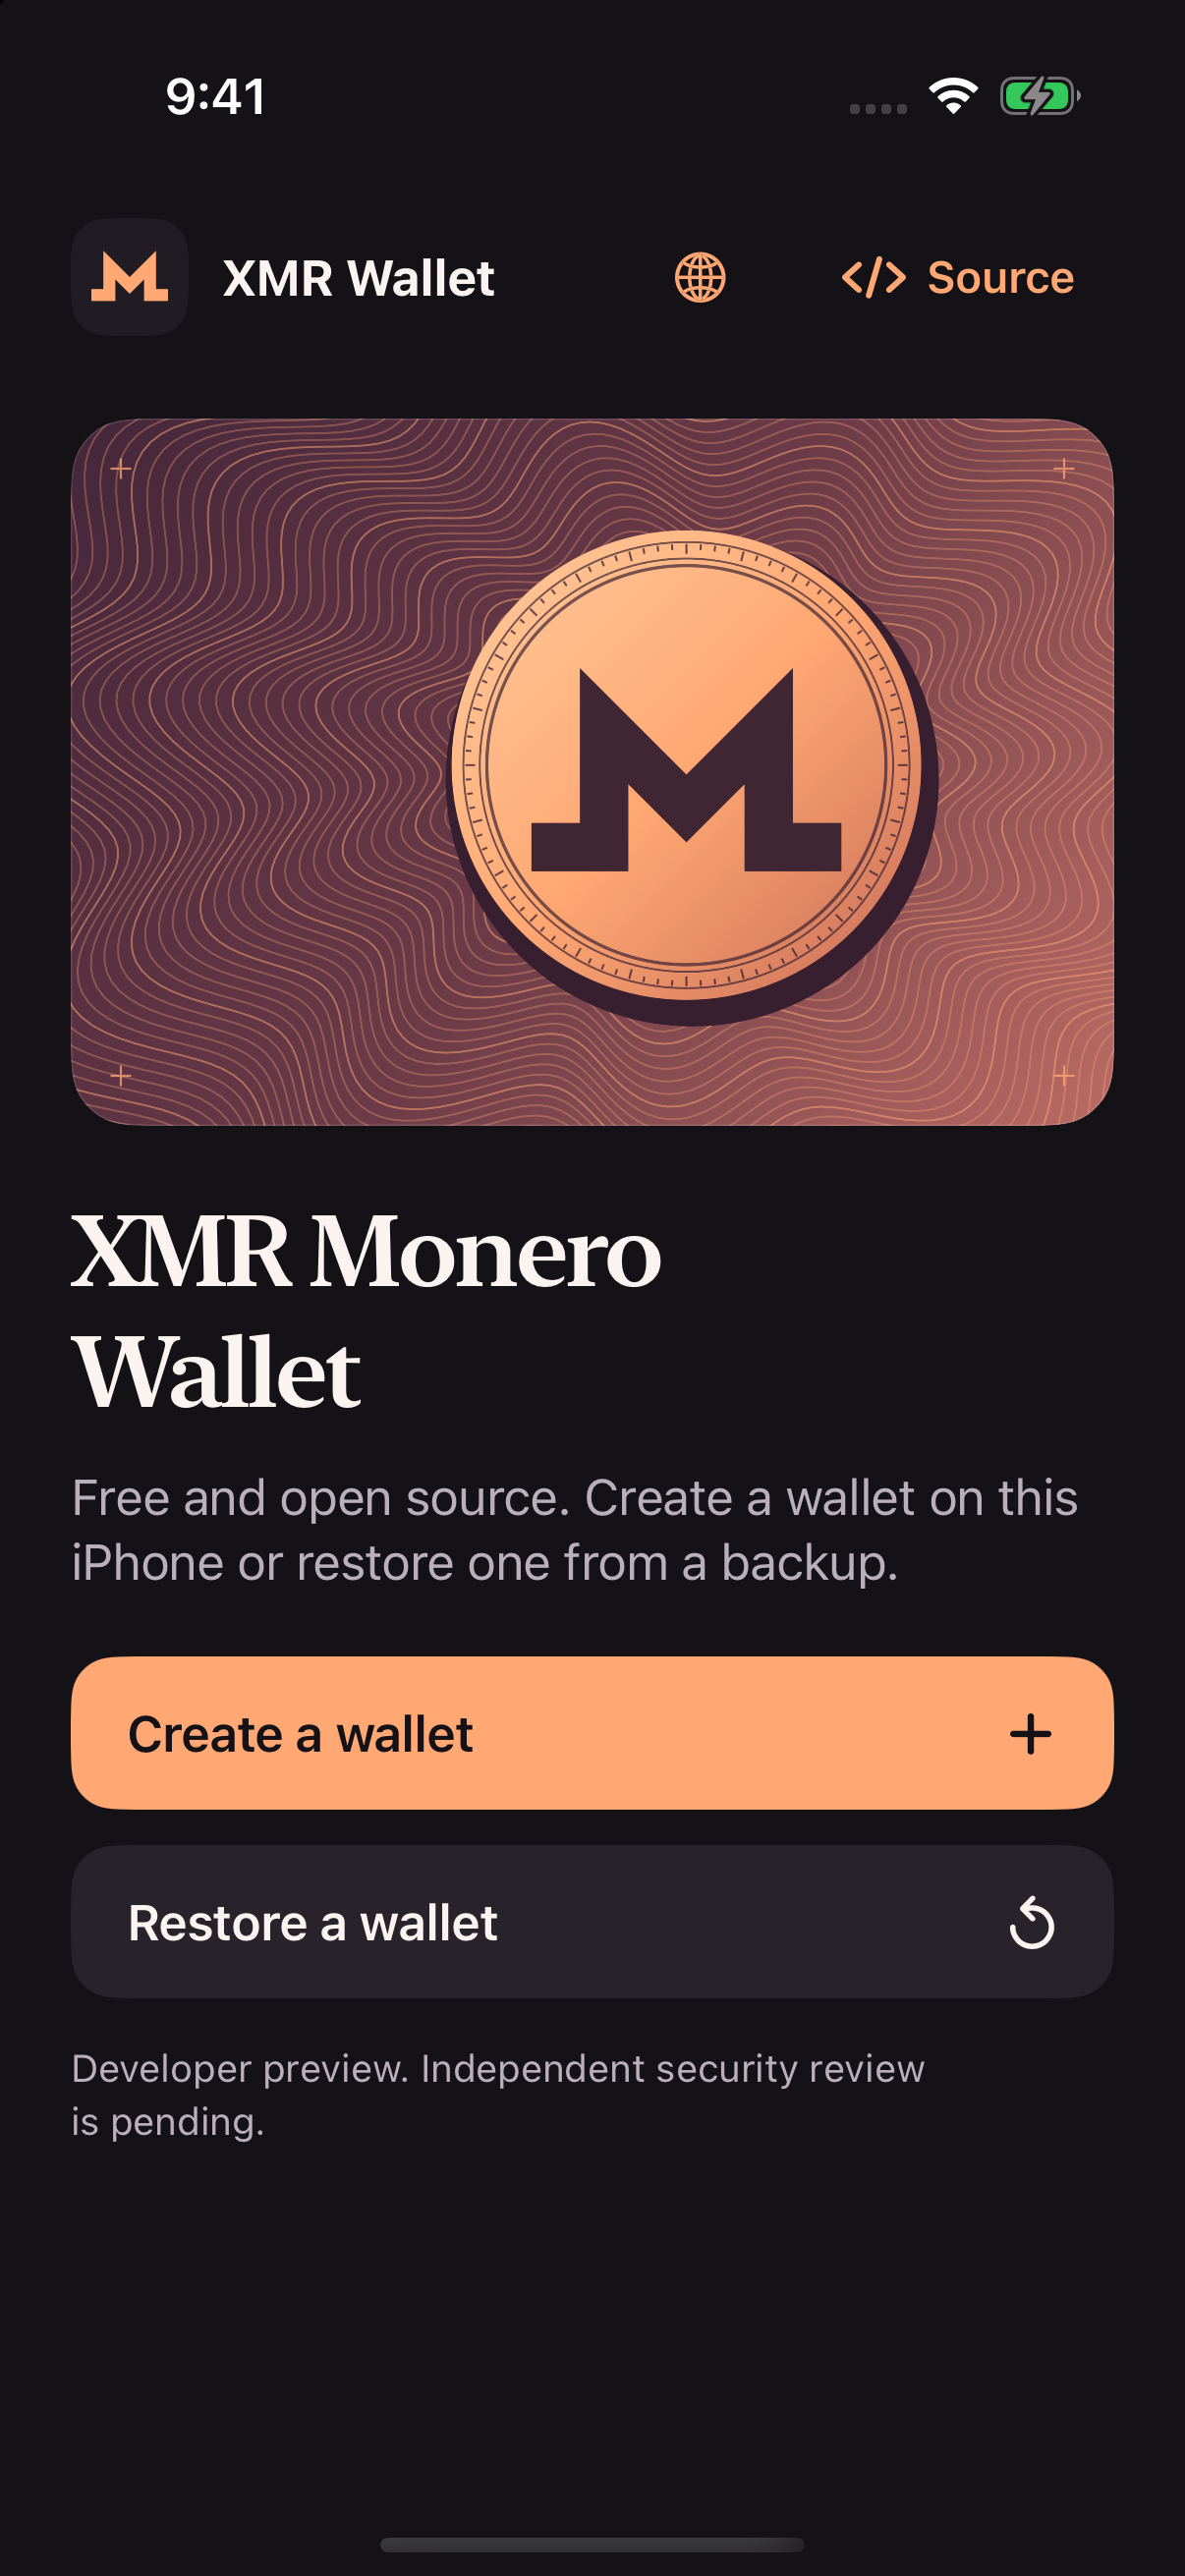 9:41
XMR Wallet
Source
XMR Monero
Wallet
Free and open source. Create a wallet on this
iPhone or restore one from a backup.
Create a wallet
Restore a wallet
Developer preview. Independent security review
is pending.